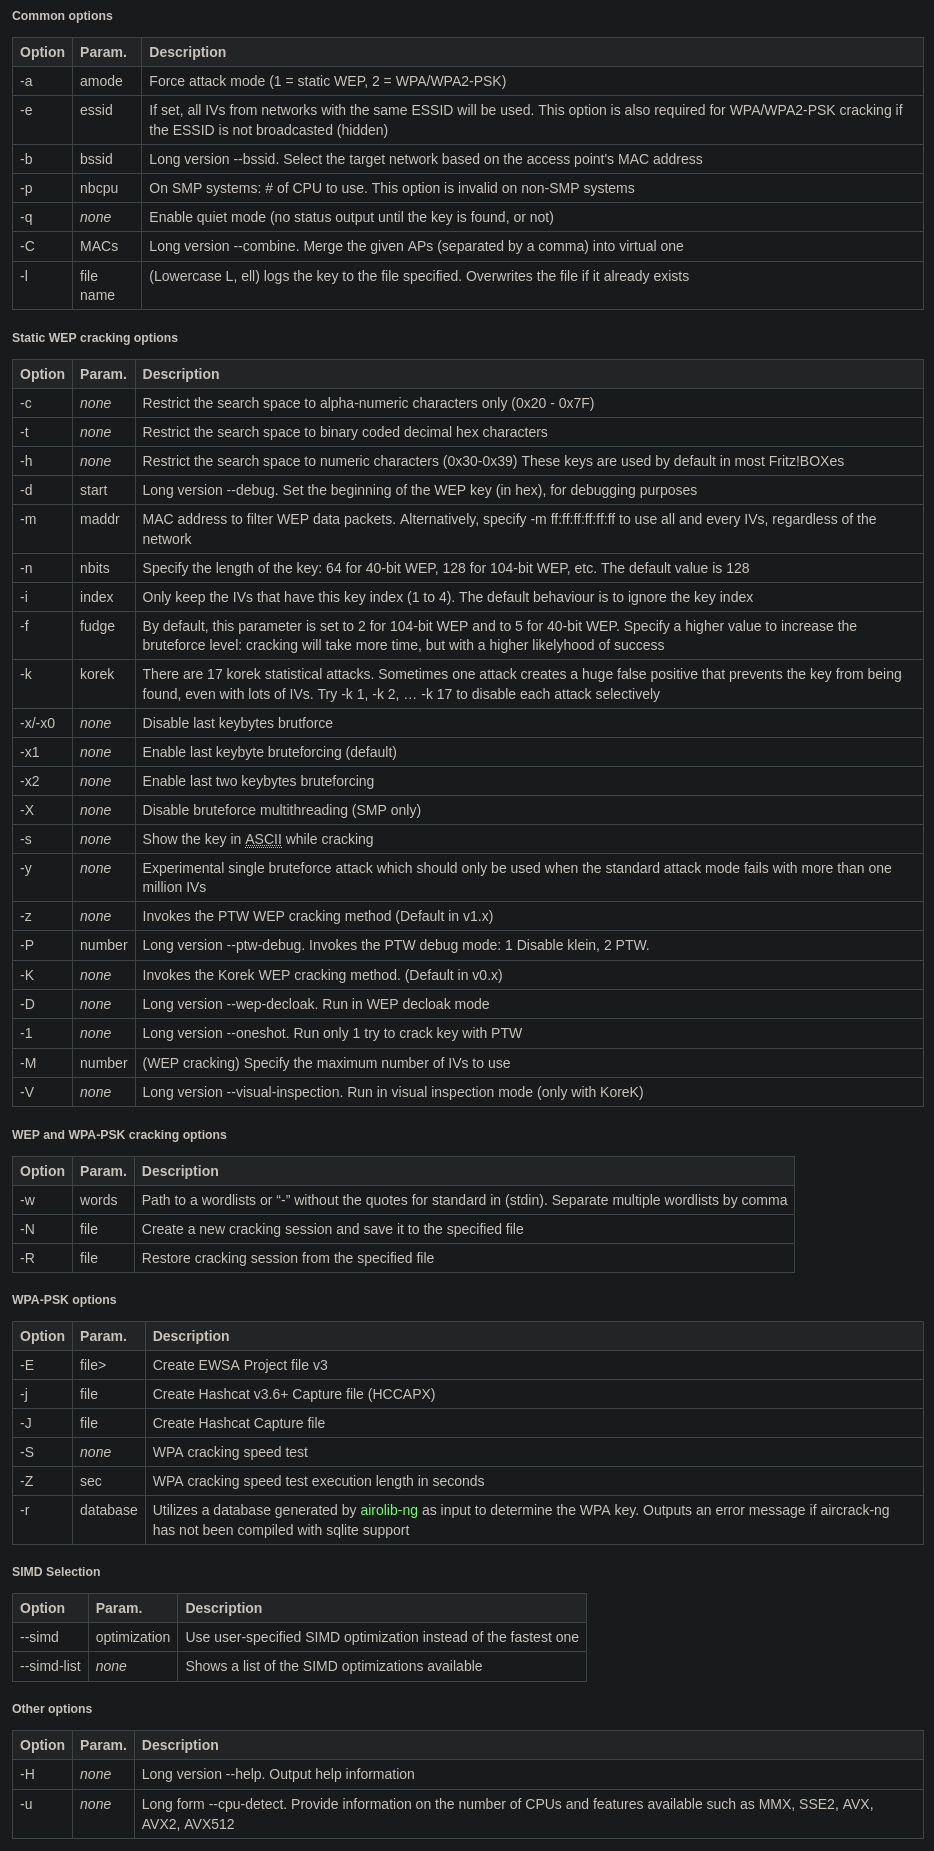 Common options
Option Param. Description
-a amode Force attack mode (1 = static WEP, 2 = WPA/WPA2-PSK)
-e essid If set, all IVs from networks with the same ESSID will be used. This option is also required for WPA/WPA2-PSK cracking if
the ESSID is not broadcasted (hidden)
-b bssid Long version --bssid. Select the target network based on the access point's MAC address
-p nbcpu On SMP systems: # of CPU to use. This option is invalid on non-SMP systems
-q none Enable quiet mode (no status output until the key is found, or not)
-C MACs Long version --combine. Merge the given APs (separated by a comma) into virtual one
-l file (Lowercase L, ell) logs the key to the file specified. Overwrites the file if it already exists
name
Static WEP cracking options
Option Param. Description
-c none Restrict the search space to alpha-numeric characters only (0x20 - 0x7F)
-t none Restrict the search space to binary coded decimal hex characters
-h none Restrict the search space to numeric characters (0x30-0x39) These keys are used by default in most Fritz!BOXes
-d start Long version --debug. Set the beginning of the WEP key (in hex), for debugging purposes
-m maddr MAC address to filter WEP data packets. Alternatively, specify -m ff:ff:ff:ff:ff:ff to use all and every IVs, regardless of the
network
-n nbits Specify the length of the key: 64 for 40-bit WEP, 128 for 104-bit WEP, etc. The default value is 128
-i index Only keep the IVs that have this key index (1 to 4). The default behaviour is to ignore the key index
-f fudge By default, this parameter is set to 2 for 104-bit WEP and to 5 for 40-bit WEP. Specify a higher value to increase the
bruteforce level: cracking will take more time, but with a higher likelyhood of success
-k korek There are 17 korek statistical attacks. Sometimes one attack creates a huge false positive that prevents the key from being
found, even with lots of IVs. Try -k 1, -k 2, … -k 17 to disable each attack selectively
-x/-x0 none Disable last keybytes brutforce
-x1 none Enable last keybyte bruteforcing (default)
-x2 none Enable last two keybytes bruteforcing
-X none Disable bruteforce multithreading (SMP only)
-s none Show the key in ASCII while cracking
-y none Experimental single bruteforce attack which should only be used when the standard attack mode fails with more than one
million IVs
-z none Invokes the PTW WEP cracking method (Default in v1.x)
-P number Long version --ptw-debug. Invokes the PTW debug mode: 1 Disable klein, 2 PTW.
-K none Invokes the Korek WEP cracking method. (Default in v0.x)
-D none Long version --wep-decloak. Run in WEP decloak mode
-1 none Long version --oneshot. Run only 1 try to crack key with PTW
-M number (WEP cracking) Specify the maximum number of IVs to use
-V none Long version --visual-inspection. Run in visual inspection mode (only with KoreK)
WEP and WPA-PSK cracking options
Option Param. Description
-w words Path to a wordlists or “-” without the quotes for standard in (stdin). Separate multiple wordlists by comma
-N file Create a new cracking session and save it to the specified file
-R file Restore cracking session from the specified file
WPA-PSK options
Option Param. Description
-E file> Create EWSA Project file v3
-j file Create Hashcat v3.6+ Capture file (HCCAPX)
-J file Create Hashcat Capture file
-S none WPA cracking speed test
-Z sec WPA cracking speed test execution length in seconds
-r database Utilizes a database generated by airolib-ng as input to determine the WPA key. Outputs an error message if aircrack-ng
has not been compiled with sqlite support
SIMD Selection
Option Param. Description
--simd optimization Use user-specified SIMD optimization instead of the fastest one
--simd-list none Shows a list of the SIMD optimizations available
Other options
Option Param. Description
-H none Long version --help. Output help information
-u none Long form --cpu-detect. Provide information on the number of CPUs and features available such as MMX, SSE2, AVX,
AVX2, AVX512